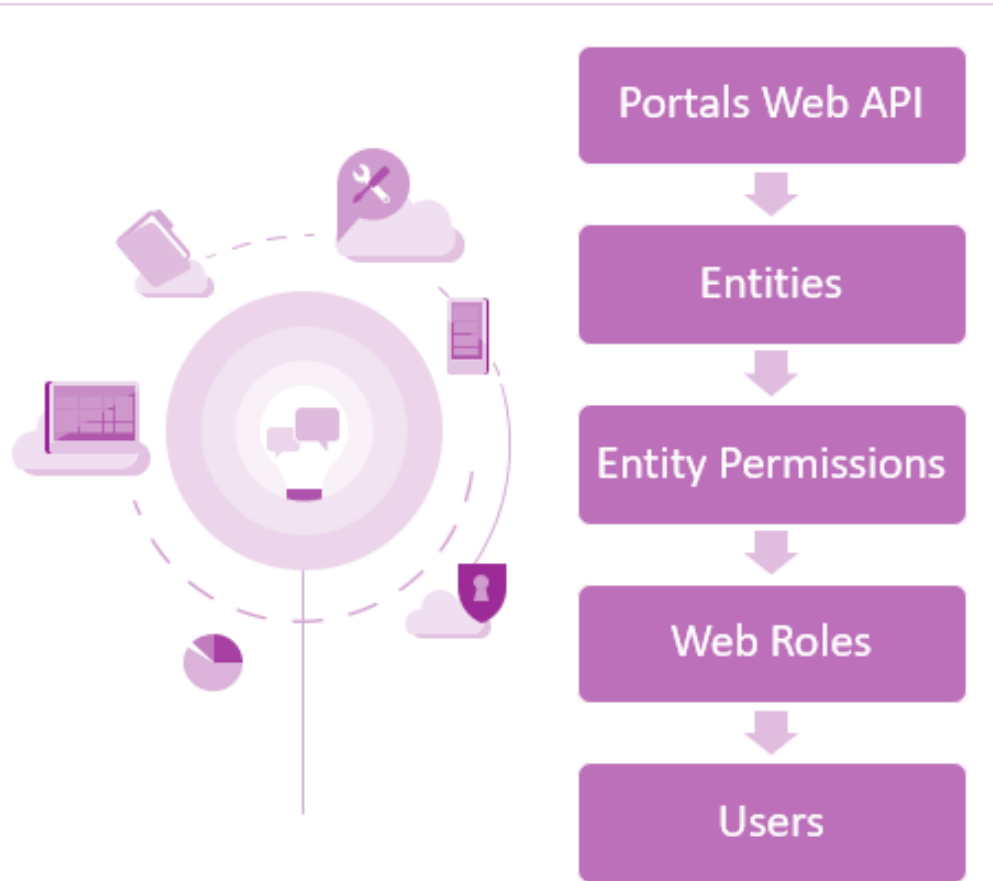 Portals Web API
Entities
Entity Permissions
Web Roles
Users